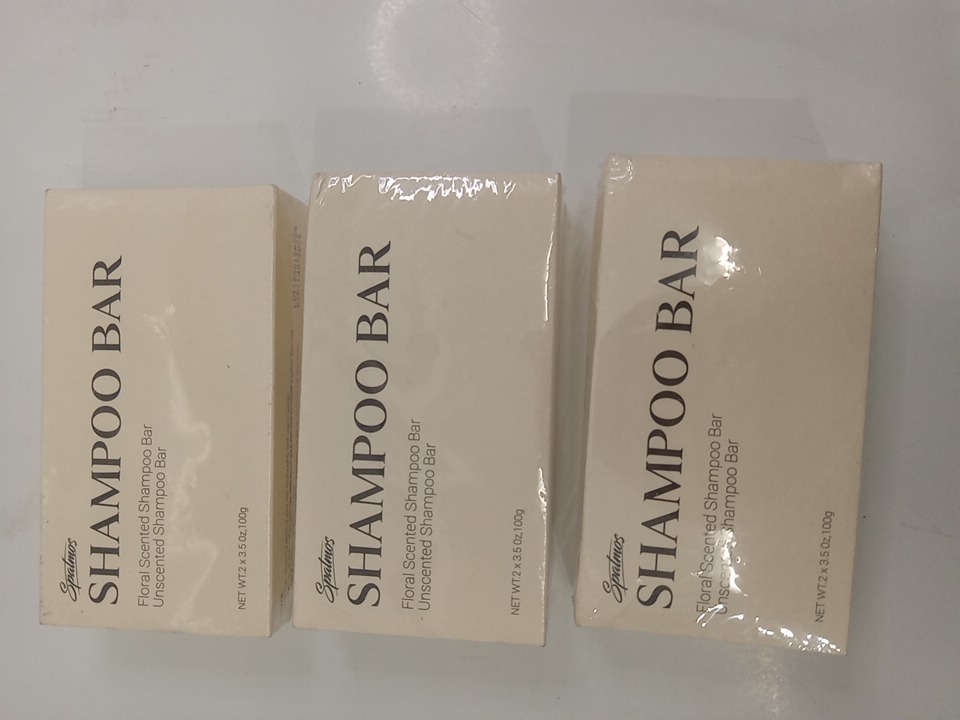 Spatmos
SHAMPOO BAR
Floral Scented Shampoo Bar
Unscented Shampoo Bar
NET WT.2 x 3.5 Oz,100g
Spatmos
SHAMPOO BAR
Floral Scented Shampoo Bar
Unscented Shampoo Bar
NET WT.2 x 3.5 Oz,100g
Spatmos
SHAMPOO BAR
Floral Scented Shampoo Bar
Unscented Shampoo Bar
NET WT.2 x 3.5 Oz,100g